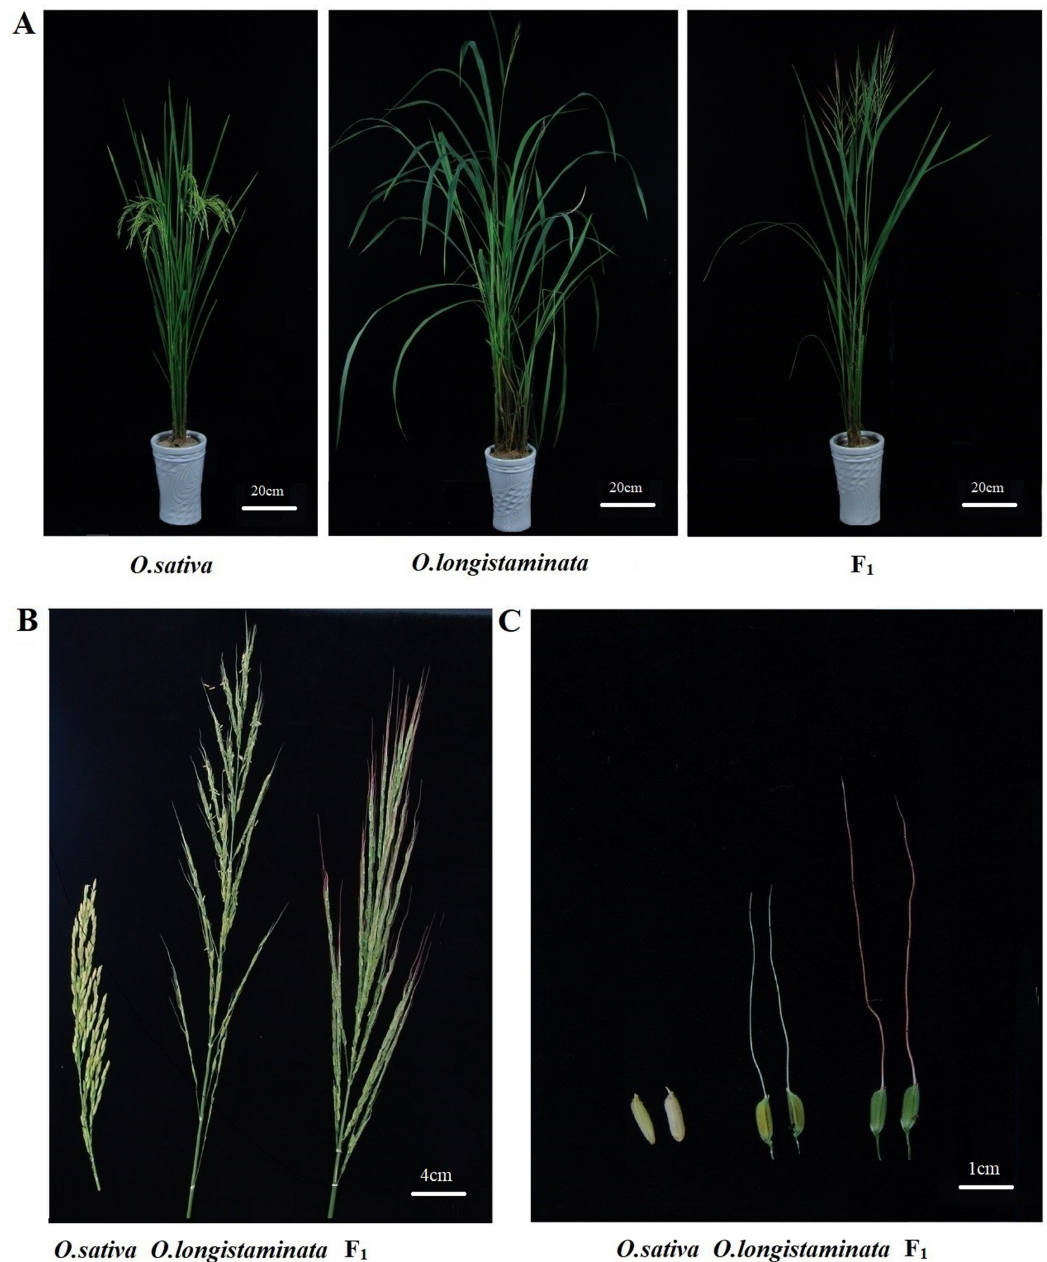 A
20cm
20cm
20cm
O.sativa
O.longistaminata
F₁
B
C
4cm
1cm
O.sativa O.longistaminata F₁
O.sativa O.longistaminata F₁